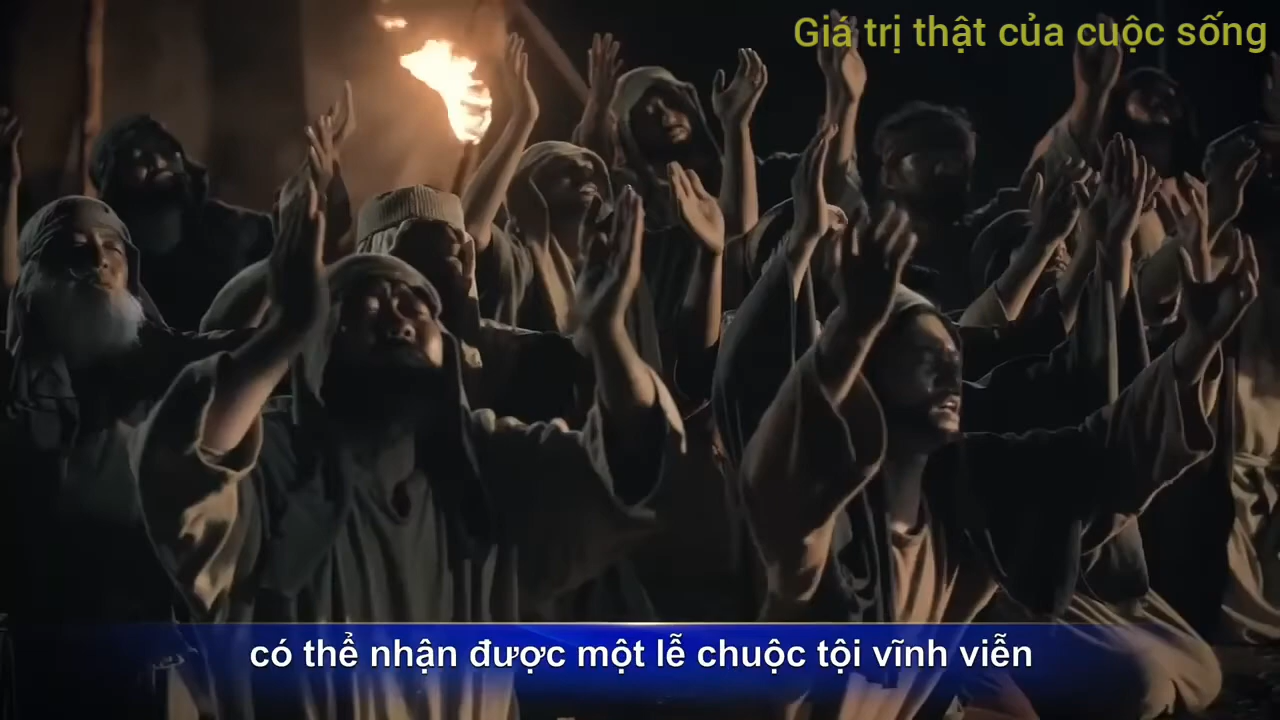 Giá trị thật của cuộc sống
có thể nhận được một lễ chuộc tội vĩnh viễn